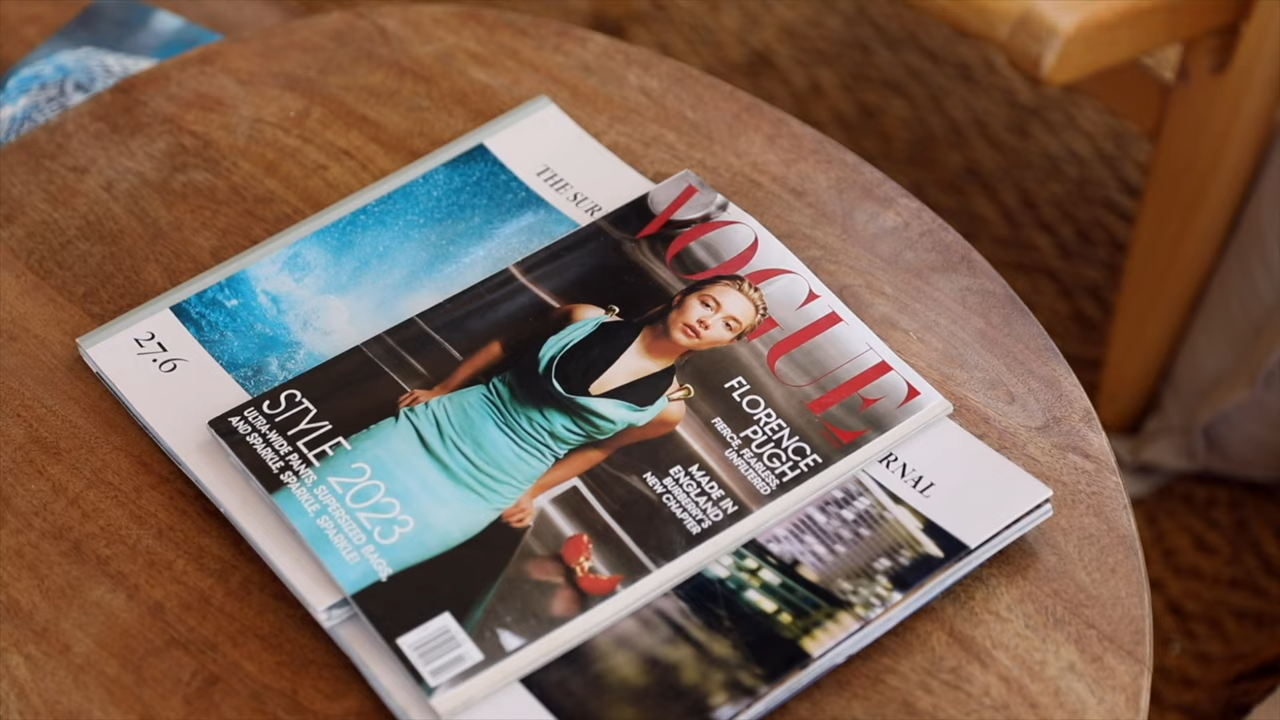 THE SUR
RNAL
27.6
VOGUE
FLORENCE
PUGH
FIERCE, FEARLESS,
UNFILTERED
MADE IN
ENGLAND
BURBERRY'S
NEW CHAPTER
STYLE 2023
ULTRA-WIDE PANTS, SUPERSIZED BAGS,
AND SPARKLE, SPARKLE, SPARKLE!